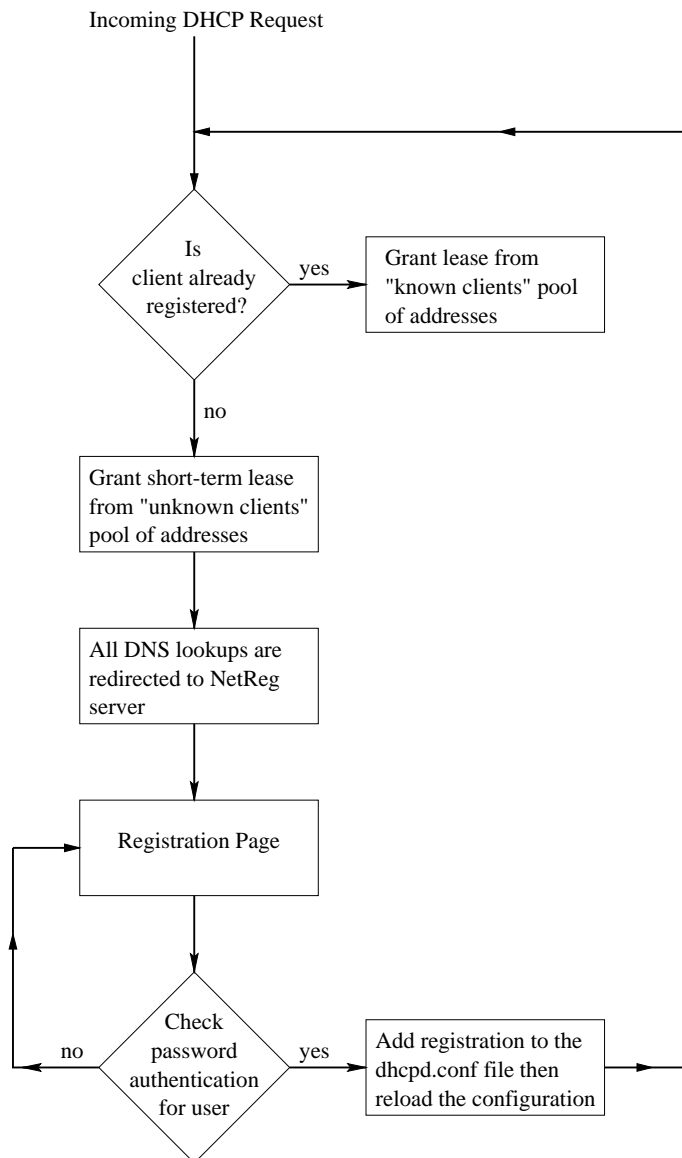 Incoming DHCP Request
Is
client already
registered?
yes
Grant lease from
"known clients" pool
of addresses
no
Grant short-term lease
from "unknown clients"
pool of addresses
All DNS lookups are
redirected to NetReg
server
Registration Page
Check
password
authentication
for user
no
yes
Add registration to the
dhcpd.conf file then
reload the configuration